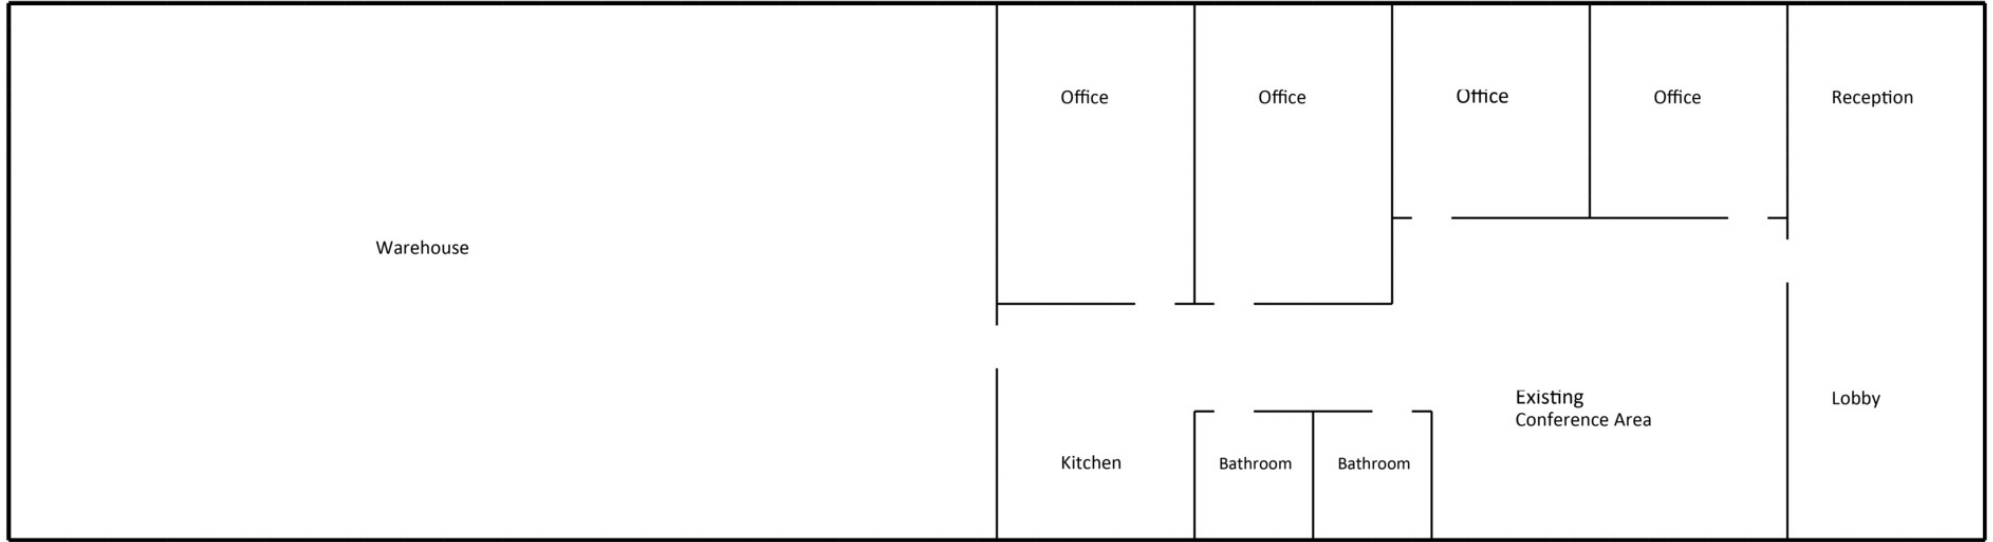 Office
Office
Office
Office
Reception
Warehouse
Existing
Conference Area
Lobby
Kitchen
Bathroom
Bathroom